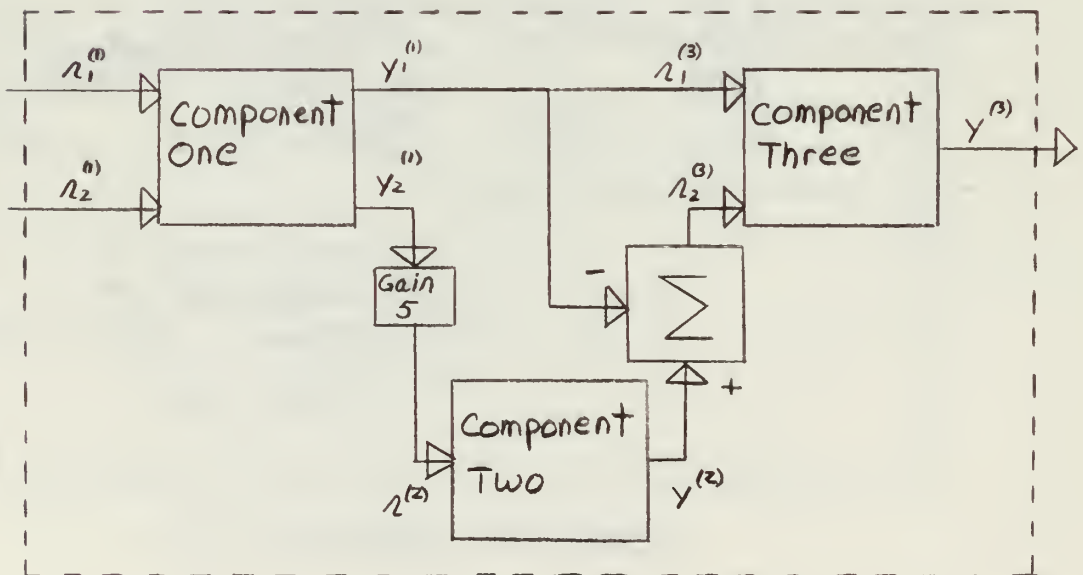 r₁⁽¹⁾
y₁⁽¹⁾
r₁⁽³⁾
Component
One
Component
Three
y⁽³⁾
r₂⁽¹⁾
y₂⁽¹⁾
r₂⁽³⁾
Gain
5
-
Σ
+
Component
Two
r⁽²⁾
y⁽²⁾